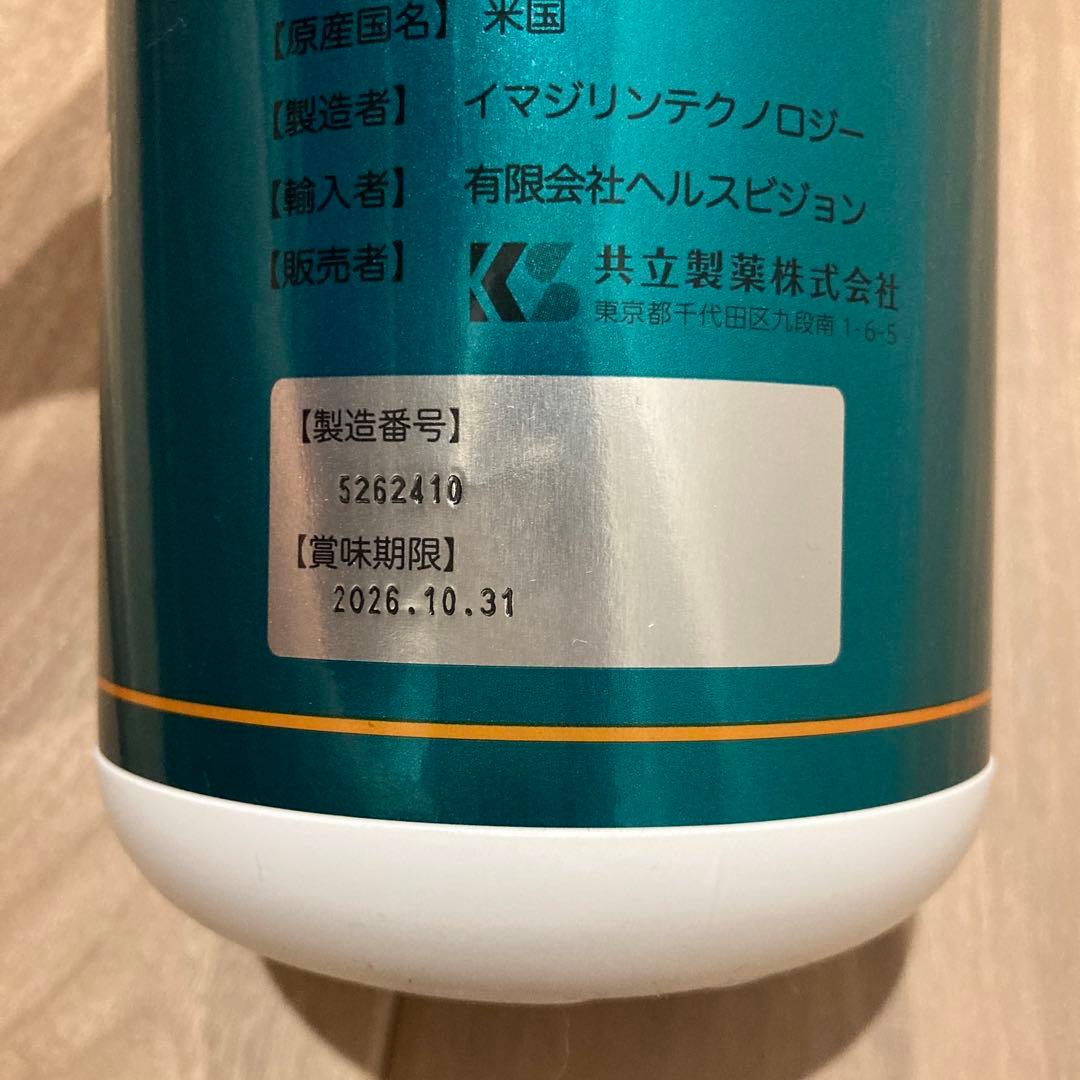 【原産国名】 米国
【製造者】 イマジリンテクノロジー
【輸入者】 有限会社ヘルスビジョン
【販売者】 KS 共立製薬株式会社
東京都千代田区九段南 1-6-5
【製造番号】
5262410
【賞味期限】
2026.10.31